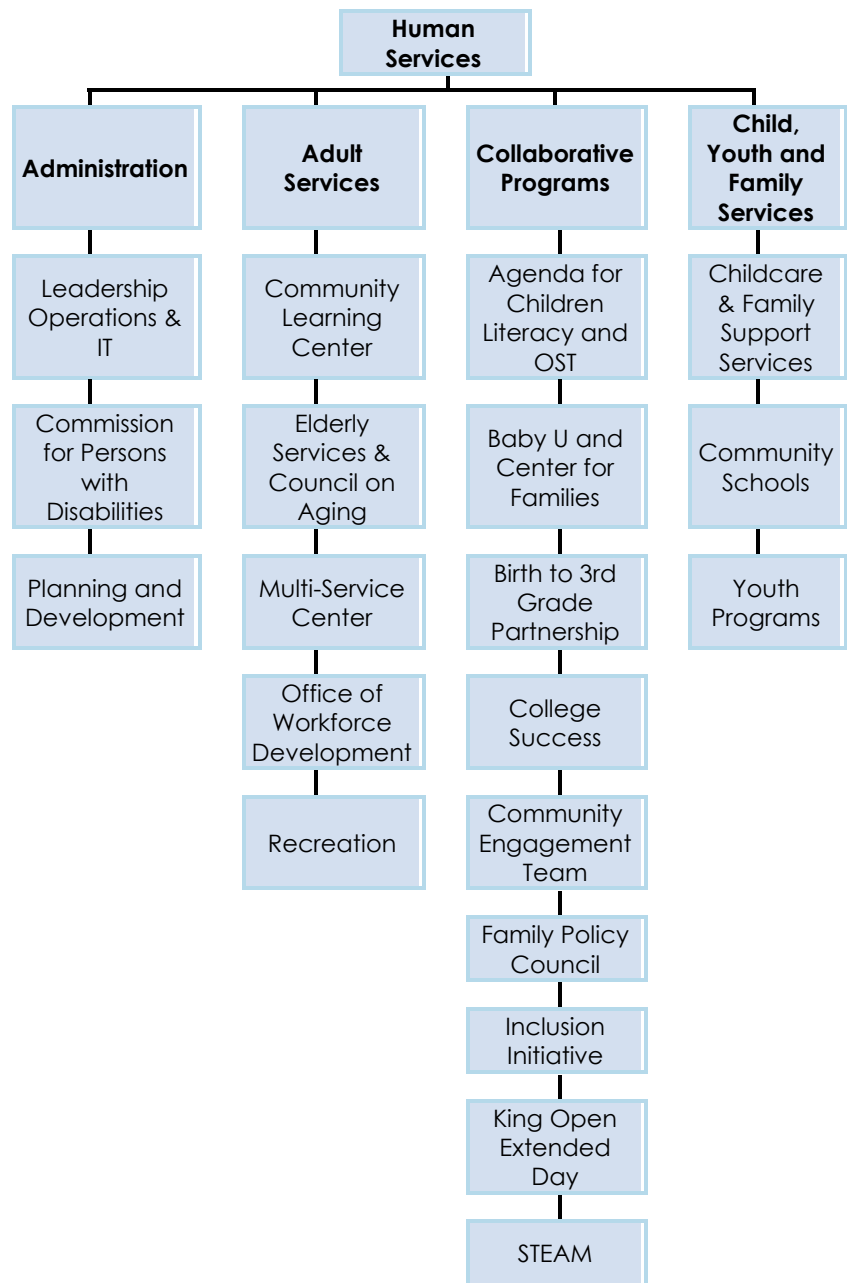 Human
Services
Administration
Adult
Services
Collaborative
Programs
Child,
Youth and
Family
Services
Leadership
Operations &
IT
Commission
for Persons
with
Disabilities
Planning and
Development
Community
Learning
Center
Elderly
Services &
Council on
Aging
Multi-Service
Center
Office of
Workforce
Development
Recreation
Agenda for
Children
Literacy and
OST
Baby U and
Center for
Families
Birth to 3rd
Grade
Partnership
College
Success
Community
Engagement
Team
Family Policy
Council
Inclusion
Initiative
King Open
Extended
Day
STEAM
Childcare
& Family
Support
Services
Community
Schools
Youth
Programs